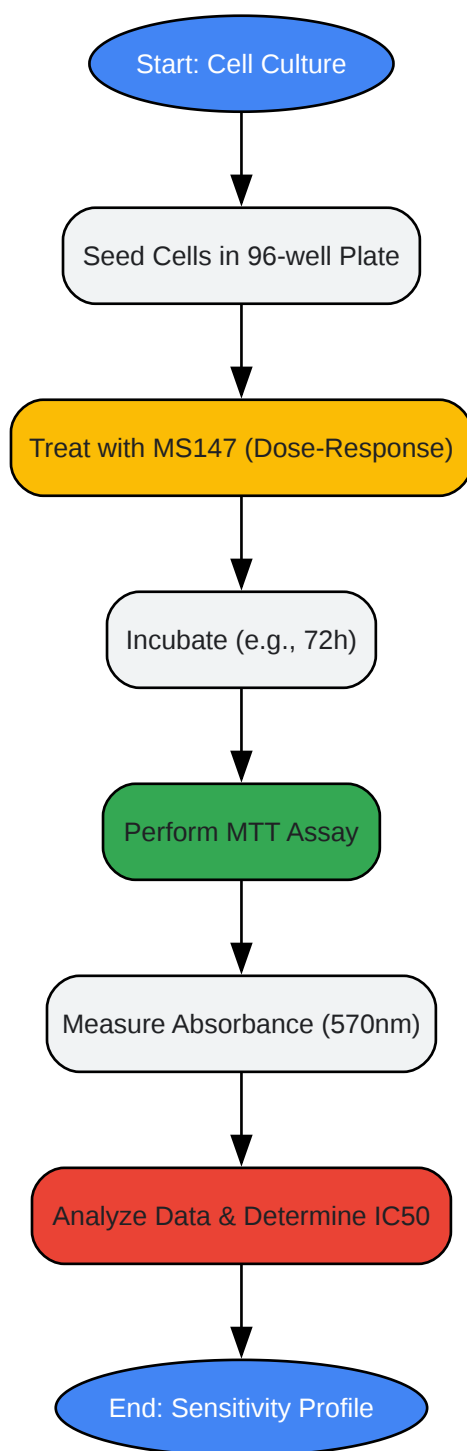 Start: Cell Culture
Seed Cells in 96-well Plate
Treat with MS147 (Dose-Response)
Incubate (e.g., 72h)
Perform MTT Assay
Measure Absorbance (570nm)
Analyze Data & Determine IC50
End: Sensitivity Profile